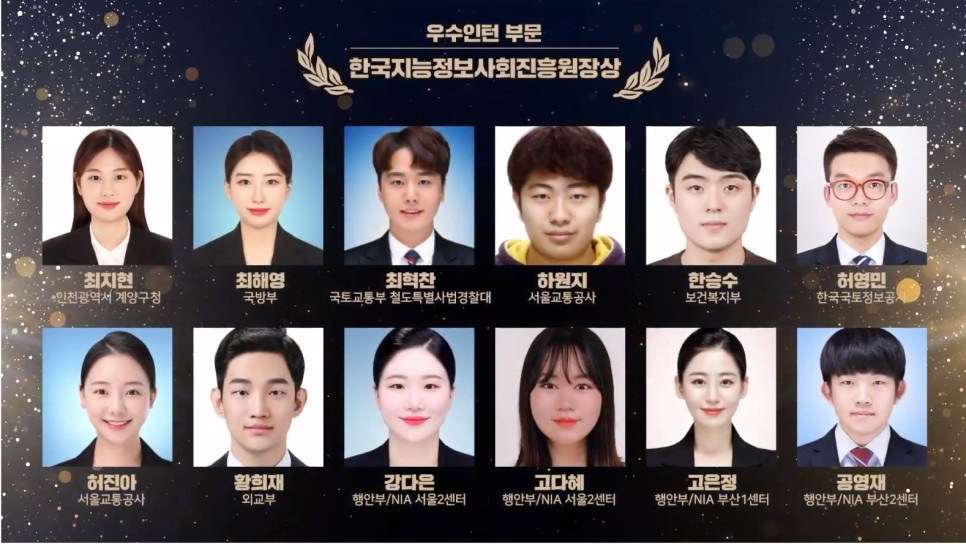 우수인턴 부문
한국지능정보사회진흥원장상
최지현 최해영 최혁찬 하원지 한승수 허영민
인천광역서 계양구청 국방부 국토교통부 철도특별사법경찰대 서울교통공사 보건복지부 한국국토정보공사
허진아 황희재 강다은 고다혜 고은정 공영재
서울교통공사 외교부 행안부/NIA 서울2센터 행안부/NIA 서울2센터 행안부/NIA 부산1센터 행안부/NIA 부산2센터